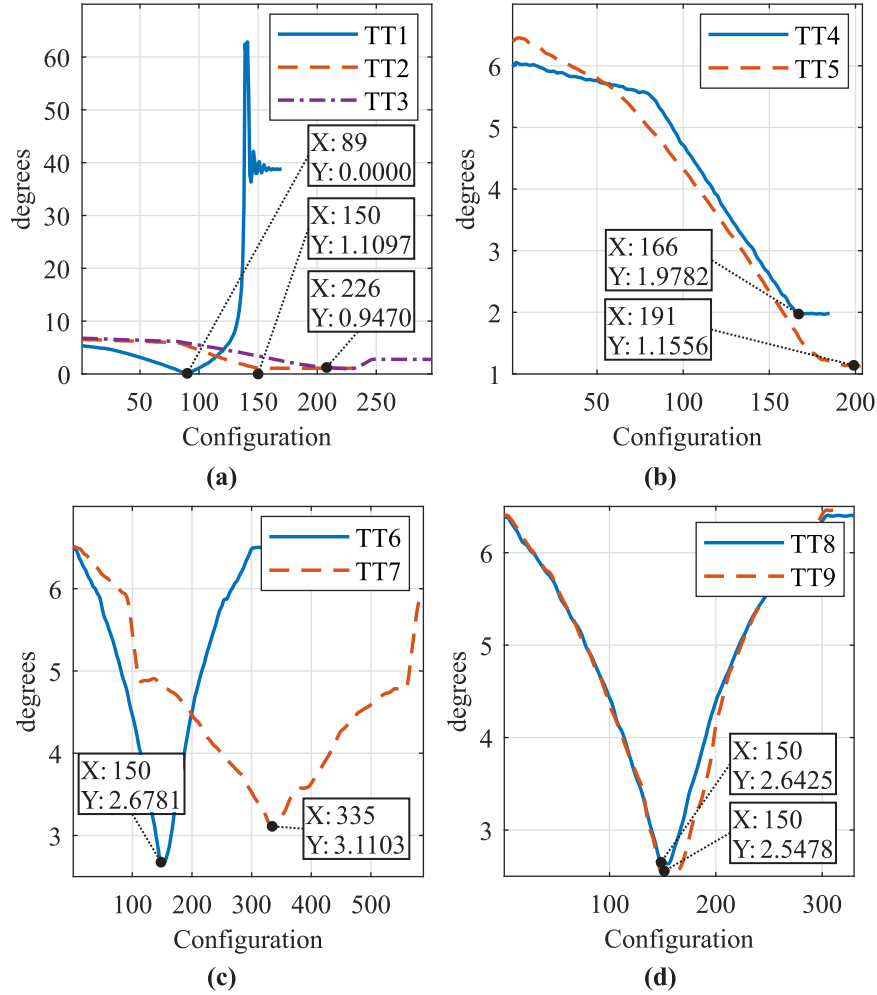 TT1
TT2
TT3
60
50
40
30
20
10
0
degrees
X: 89
Y: 0.0000
X: 150
Y: 1.1097
X: 226
Y: 0.9470
50 100 150 200 250
Configuration
(a)
TT4
TT5
6
5
4
3
2
1
degrees
X: 166
Y: 1.9782
X: 191
Y: 1.1556
50 100 150 200
Configuration
(b)
TT6
TT7
6
5
4
3
degrees
X: 150
Y: 2.6781
X: 335
Y: 3.1103
100 200 300 400 500
Configuration
(c)
TT8
TT9
6
5
4
3
degrees
X: 150
Y: 2.6425
X: 150
Y: 2.5478
100 200 300
Configuration
(d)